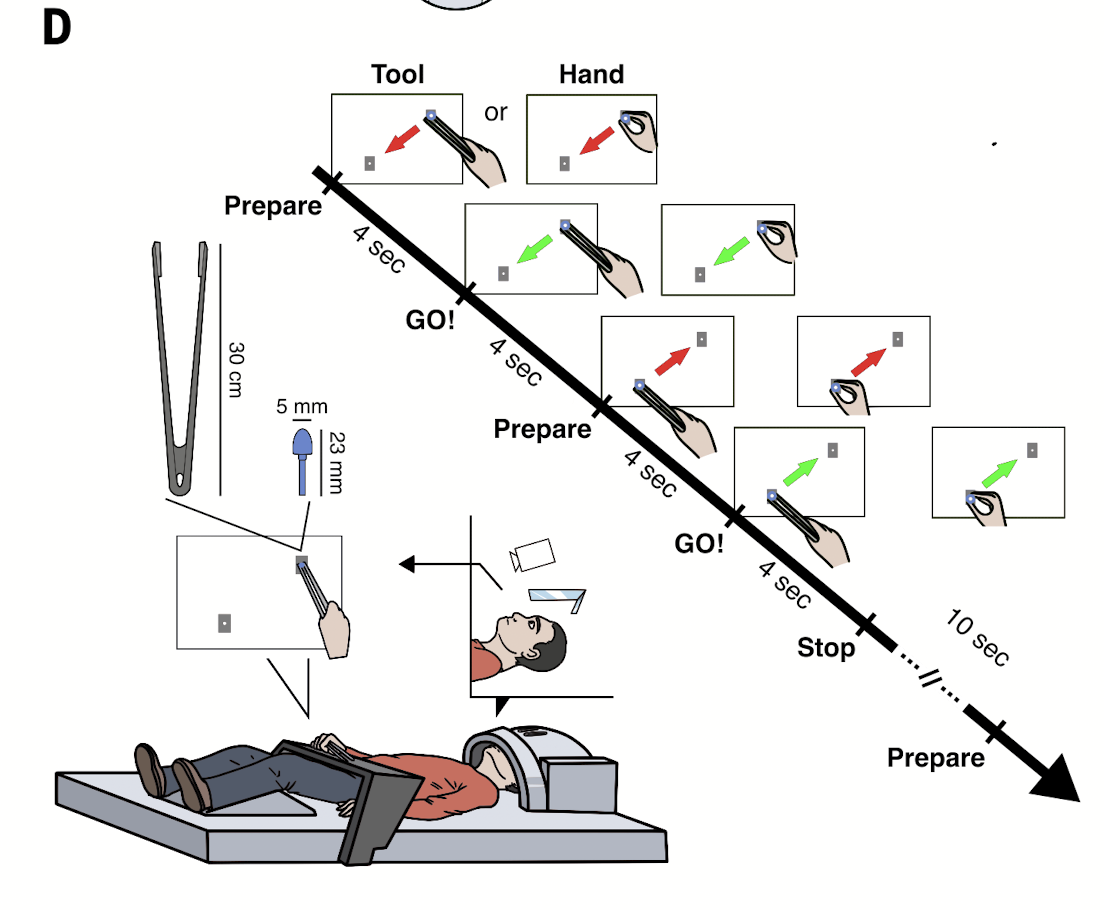 D
Tool
or
Hand
Prepare
4 sec
GO!
4 sec
Prepare
4 sec
GO!
4 sec
Stop
10 sec
Prepare
30 cm
5 mm
23 mm